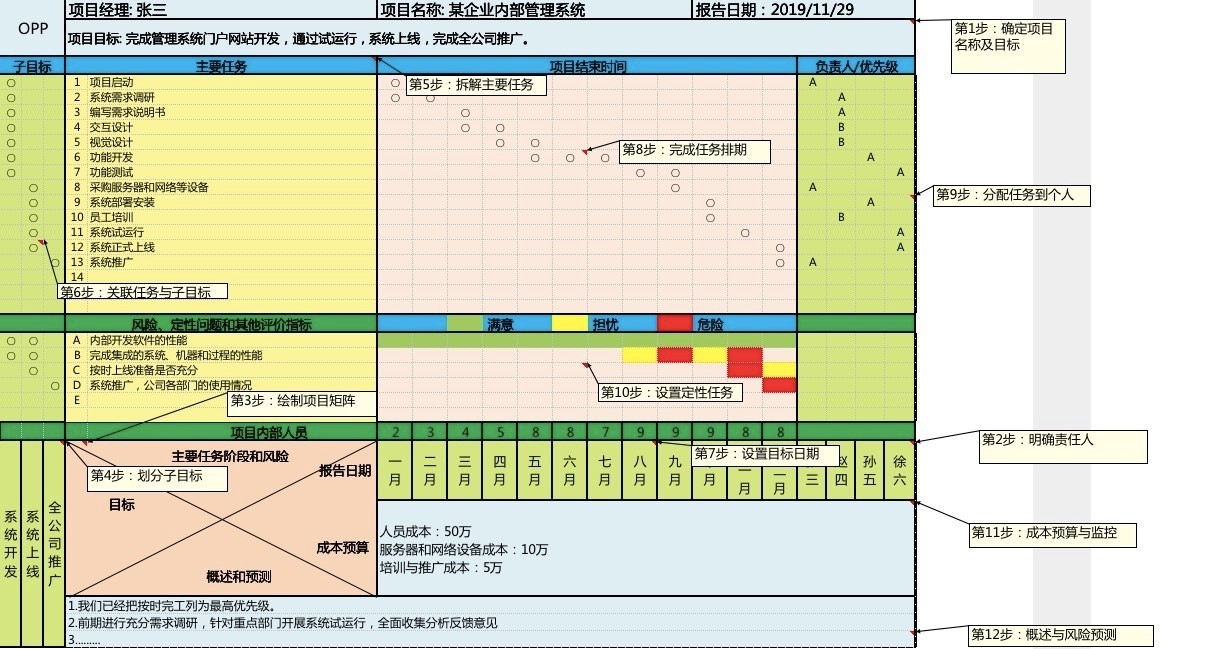 OPP
项目经理: 张三
项目名称: 某企业内部管理系统
报告日期：2019/11/29
项目目标: 完成管理系统门户网站开发，通过试运行，系统上线，完成全公司推广。
第1步：确定项目
名称及目标
子目标
主要任务
项目结束时间
负责人/优先级
第5步：拆解主要任务
○ 1 项目启动 ○ A
○ 2 系统需求调研 ○ ○ A
○ 3 编写需求说明书 ○ A
○ 4 交互设计 ○ ○ B
○ 5 视觉设计 ○ ○ B
第8步：完成任务排期
○ 6 功能开发 ○ ○ ○ A
○ 7 功能测试 ○ ○ A
○ 8 采购服务器和网络等设备 ○ A
第9步：分配任务到个人
○ 9 系统部署安装 ○ A
○ 10 员工培训 ○ B
○ 11 系统试运行 ○ A
○ 12 系统正式上线 ○ A
○ 13 系统推广 ○ A
14
第6步：关联任务与子目标
风险、定性问题和其他评价指标
满意
担忧
危险
○ ○ A 内部开发软件的性能
○ ○ B 完成集成的系统、机器和过程的性能
○ C 按时上线准备是否充分
○ D 系统推广，公司各部门的使用情况
E
第10步：设置定性任务
第3步：绘制项目矩阵
项目内部人员
2 3 4 5 8 8 7 9 9 9 8 8
第2步：明确责任人
第7步：设置目标日期
第4步：划分子目标
主要任务阶段和风险
报告日期
目标
成本预算
概述和预测
一月
二月
三月
四月
五月
六月
七月
八月
九月
月
月
月
三
赵四
孙五
徐六
系统开发
系统上线
全公司推广
人员成本：50万
服务器和网络设备成本：10万
培训与推广成本：5万
第11步：成本预算与监控
1.我们已经把按时完工列为最高优先级。
2.前期进行充分需求调研，针对重点部门开展系统试运行，全面收集分析反馈意见
3.........
第12步：概述与风险预测